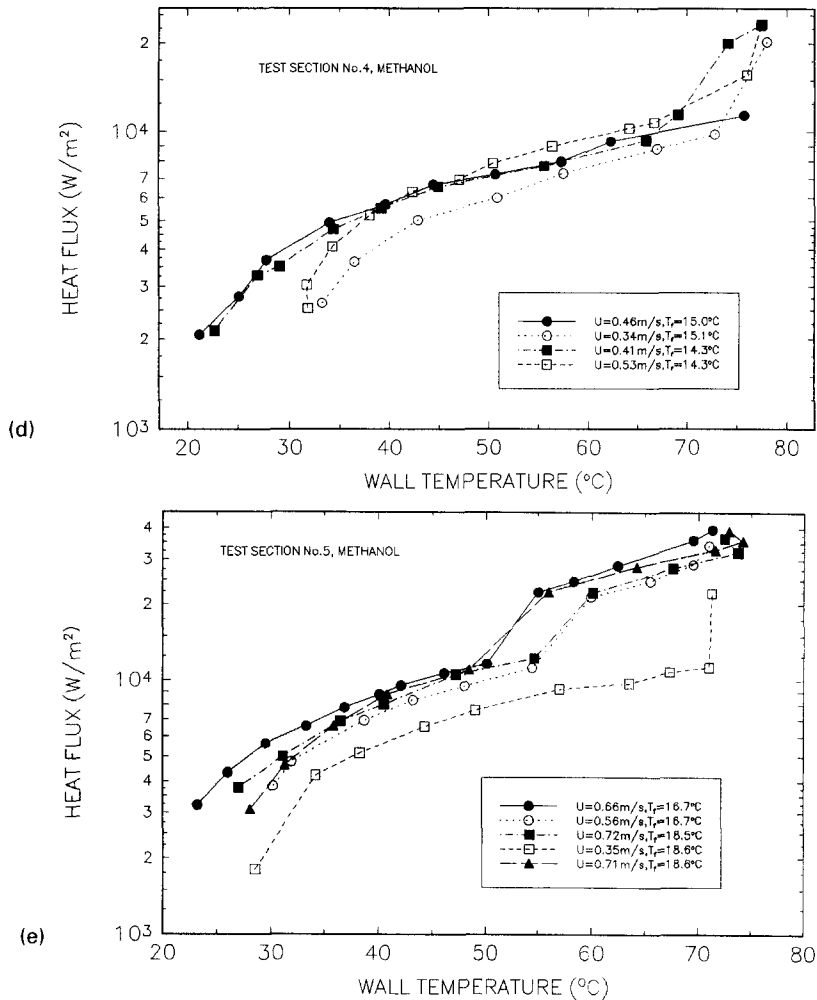 2
TEST SECTION No.4, METHANOL
10⁴
7
6
5
4
3
2
10³
HEAT FLUX (W/m²)
U=0.46m/s,Tf=15.0°C
U=0.34m/s,Tf=15.1°C
U=0.41m/s,Tf=14.3°C
U=0.53m/s,Tf=14.3°C
(d)
20 30 40 50 60 70 80
WALL TEMPERATURE (°C)
4
3
TEST SECTION No.5, METHANOL
2
10⁴
7
6
5
4
3
2
10³
HEAT FLUX (W/m²)
U=0.66m/s,Tf=16.7°C
U=0.56m/s,Tf=16.7°C
U=0.72m/s,Tf=18.5°C
U=0.35m/s,Tf=18.6°C
U=0.71m/s,Tf=18.6°C
(e)
20 30 40 50 60 70 80
WALL TEMPERATURE (°C)